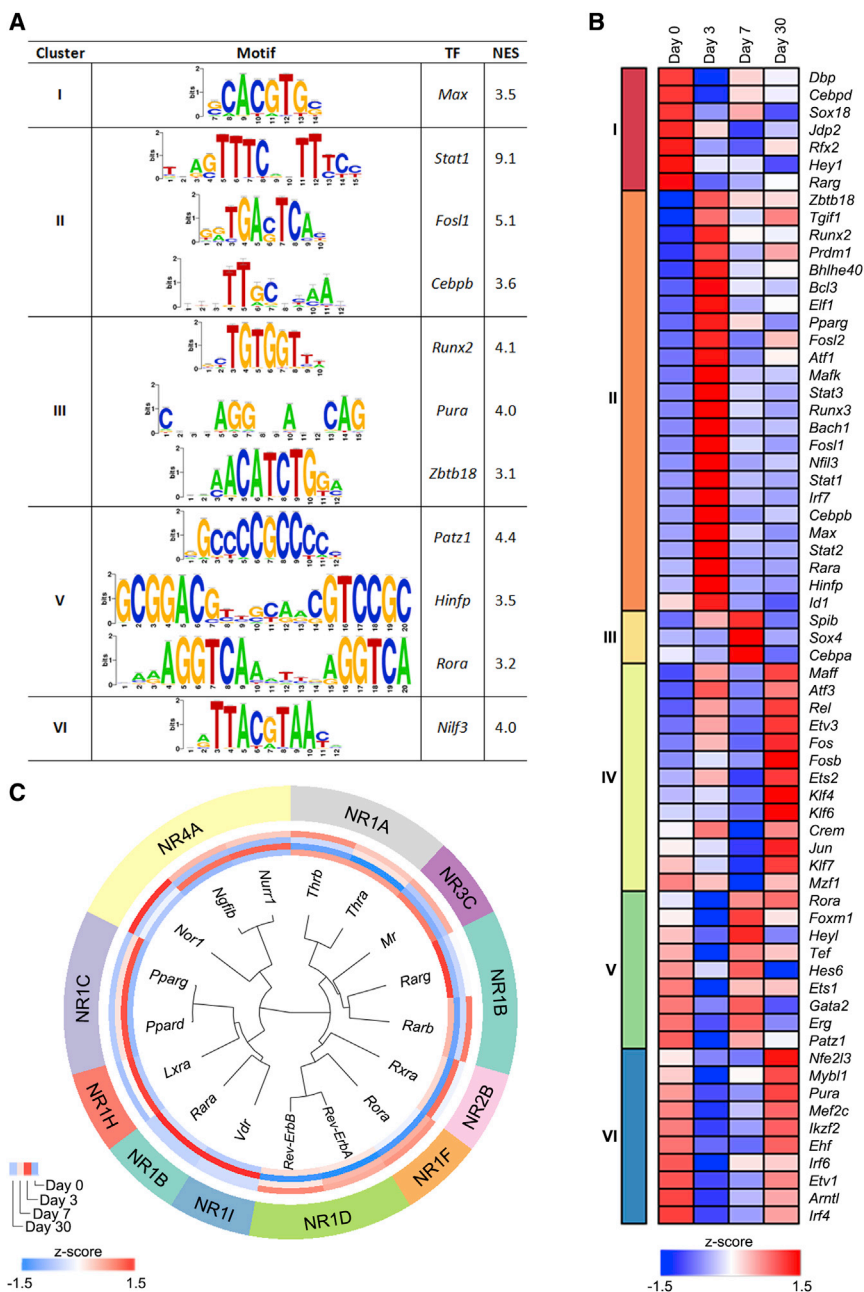 A
Cluster Motif TF NES
I Max 3.5
II Stat1 9.1
Fosl1 5.1
Cebpb 3.6
III Runx2 4.1
Pura 4.0
Zbtb18 3.1
V Patz1 4.4
Hinfp 3.5
Rora 3.2
VI Nilf3 4.0
B
Day 0 Day 3 Day 7 Day 30
I
Dbp
Cebpd
Sox18
Jdp2
Rfx2
Hey1
Rarg
II
Zbtb18
Tgif1
Runx2
Prdm1
Bhlhe40
Bcl3
Elf1
Pparg
Fosl2
Atf1
Mafk
Stat3
Runx3
Bach1
Fosl1
Nfil3
Stat1
Irf7
Cebpb
Max
Stat2
Rara
Hinfp
Id1
III
Spib
Sox4
Cebpa
IV
Maff
Atf3
Rel
Etv3
Fos
Fosb
Ets2
Klf4
Klf6
Crem
Jun
Klf7
Mzf1
V
Rora
Foxm1
Heyl
Tef
Hes6
Ets1
Gata2
Erg
Patz1
VI
Nfe2l3
Mybl1
Pura
Mef2c
Ikzf2
Ehf
Irf6
Etv1
Arntl
Irf4
z-score
-1.5 1.5
C
NR1A
NR3C
NR1B
NR2B
NR1F
NR1D
NR1I
NR1B
NR1H
NR1C
NR4A
Thrb
Thra
Mr
Rarg
Rarb
Rxra
Rora
Rev-ErbA
Rev-ErbB
Vdr
Rara
Lxra
Ppard
Pparg
Nor1
Ngfib
Nurr1
Day 0
Day 3
Day 7
Day 30
z-score
-1.5 1.5